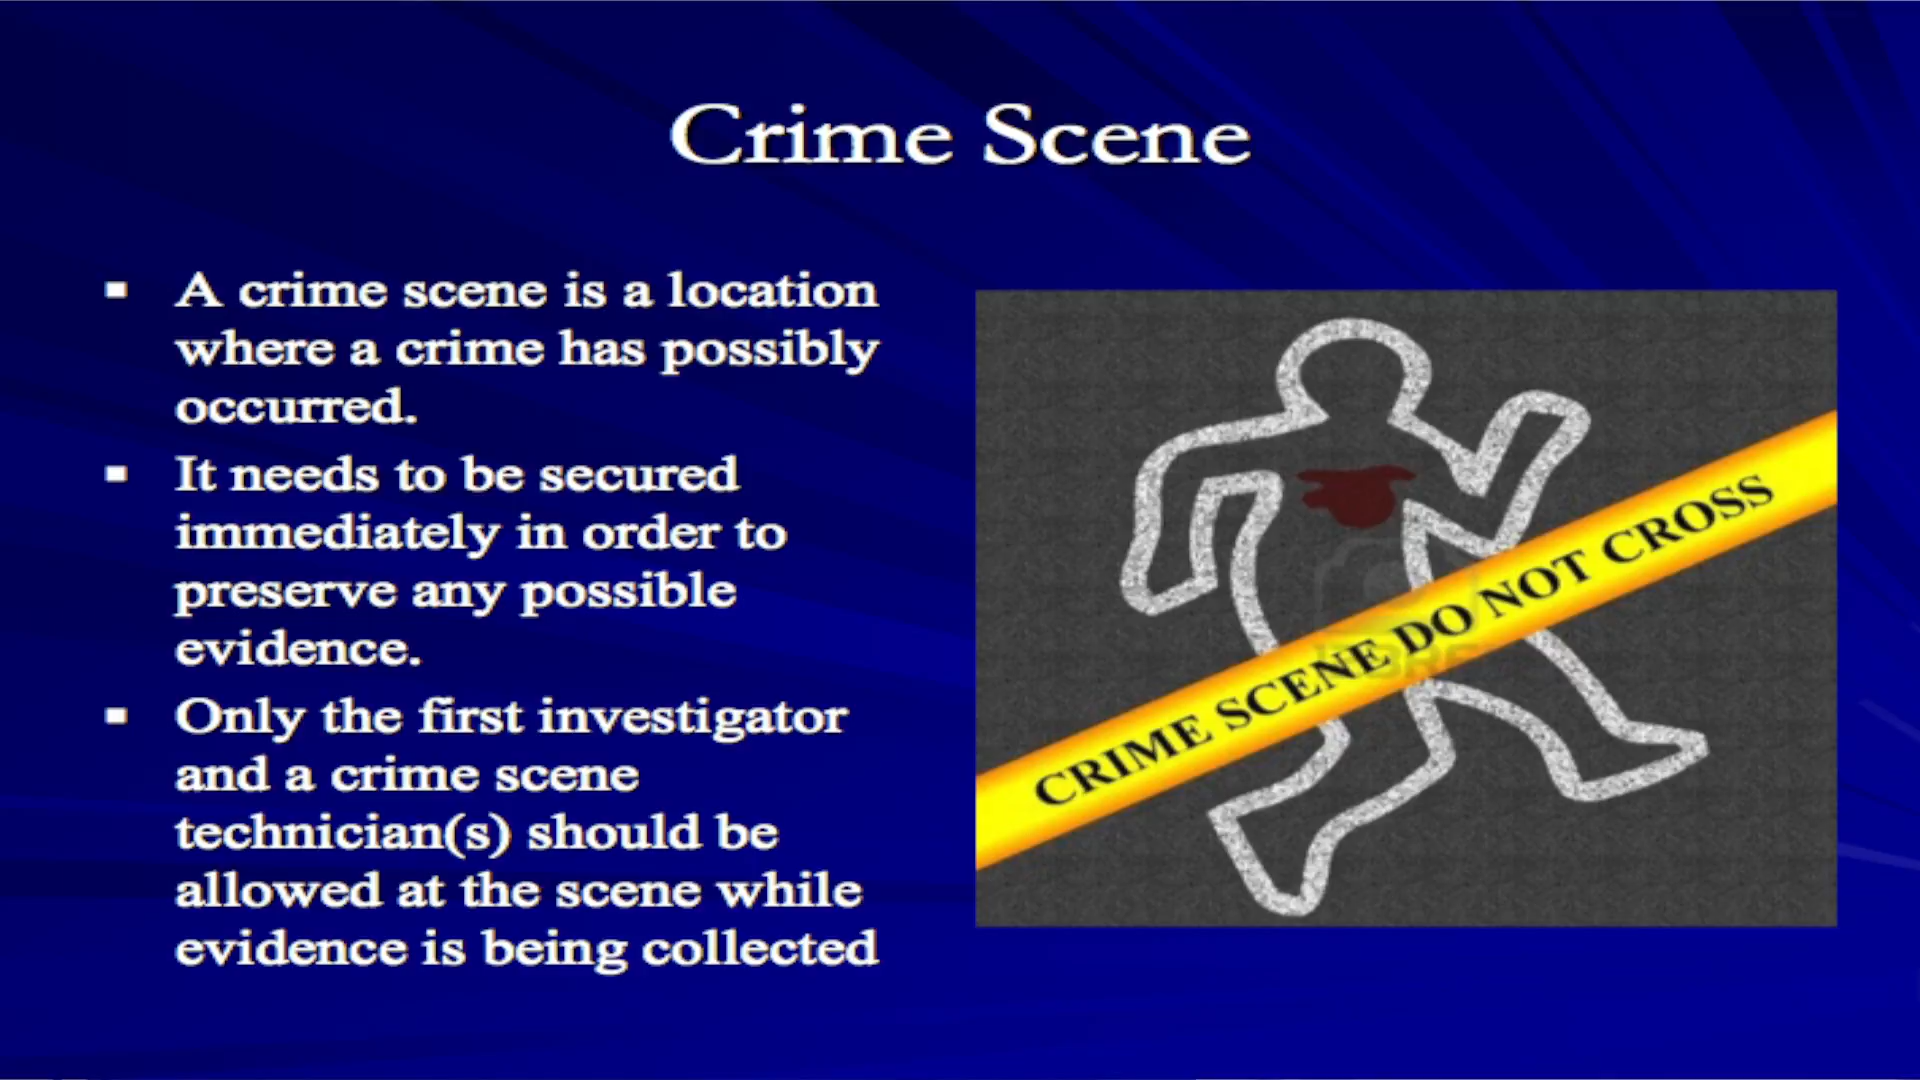 Crime Scene
▪ A crime scene is a location
where a crime has possibly
occurred.
▪ It needs to be secured
immediately in order to
preserve any possible
evidence.
▪ Only the first investigator
and a crime scene
technician(s) should be
allowed at the scene while
evidence is being collected
CRIME SCENE DO NOT CROSS